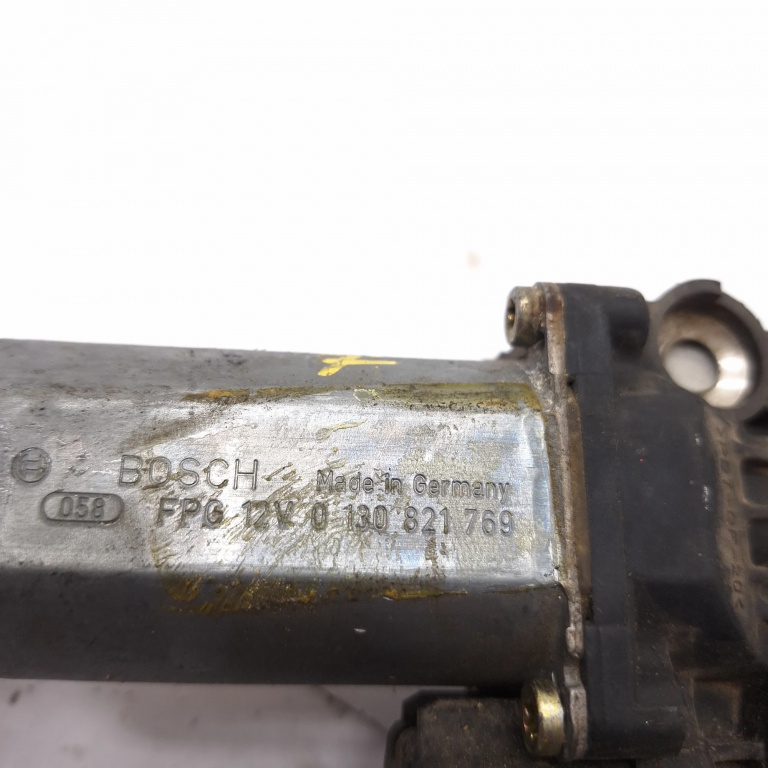 BOSCH Made in Germany
058 FPG 12V 0 130 821 769